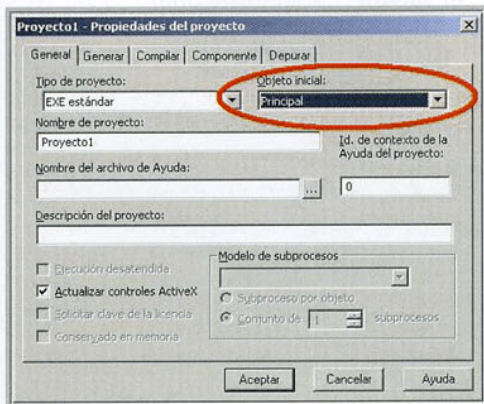 Proyecto1 - Propiedades del proyecto
General Generar Compilar Componente Depurar
Tipo de proyecto:
Objeto inicial:
EXE estándar
Principal
Nombre de proyecto:
Proyecto1
Id. de contexto de la
Ayuda del proyecto:
Nombre del archivo de Ayuda:
...
0
Descripción del proyecto:
Ejecución desatendida
Actualizar controles ActiveX
Solicitar clave de la licencia
Conservado en memoria
Modelo de subprocesos
Subproceso por objeto
Conjunto de 1 subprocesos
Aceptar Cancelar Ayuda